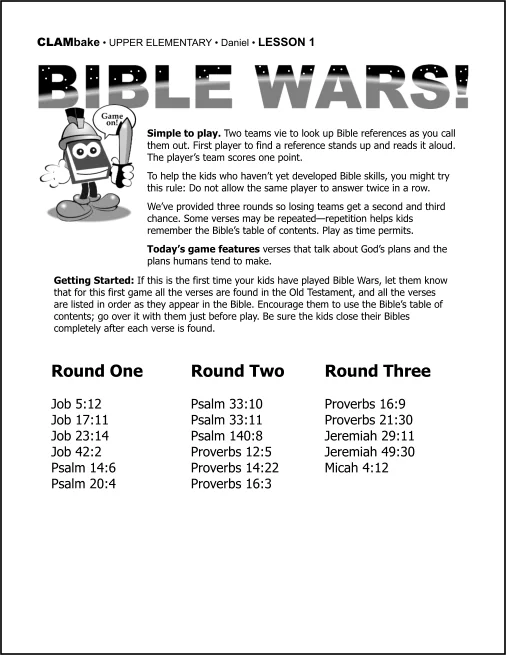 CLAMbake • UPPER ELEMENTARY • Daniel • LESSON 1
BIBLE WARS!
Game
on!
Simple to play. Two teams vie to look up Bible references as you call
them out. First player to find a reference stands up and reads it aloud.
The player’s team scores one point.
To help the kids who haven’t yet developed Bible skills, you might try
this rule: Do not allow the same player to answer twice in a row.
We’ve provided three rounds so losing teams get a second and third
chance. Some verses may be repeated—repetition helps kids
remember the Bible’s table of contents. Play as time permits.
Today’s game features verses that talk about God’s plans and the
plans humans tend to make.
Getting Started: If this is the first time your kids have played Bible Wars, let them know
that for this first game all the verses are found in the Old Testament, and all the verses
are listed in order as they appear in the Bible. Encourage them to use the Bible’s table of
contents; go over it with them just before play. Be sure the kids close their Bibles
completely after each verse is found.
Round One
Job 5:12
Job 17:11
Job 23:14
Job 42:2
Psalm 14:6
Psalm 20:4
Round Two
Psalm 33:10
Psalm 33:11
Psalm 140:8
Proverbs 12:5
Proverbs 14:22
Proverbs 16:3
Round Three
Proverbs 16:9
Proverbs 21:30
Jeremiah 29:11
Jeremiah 49:30
Micah 4:12